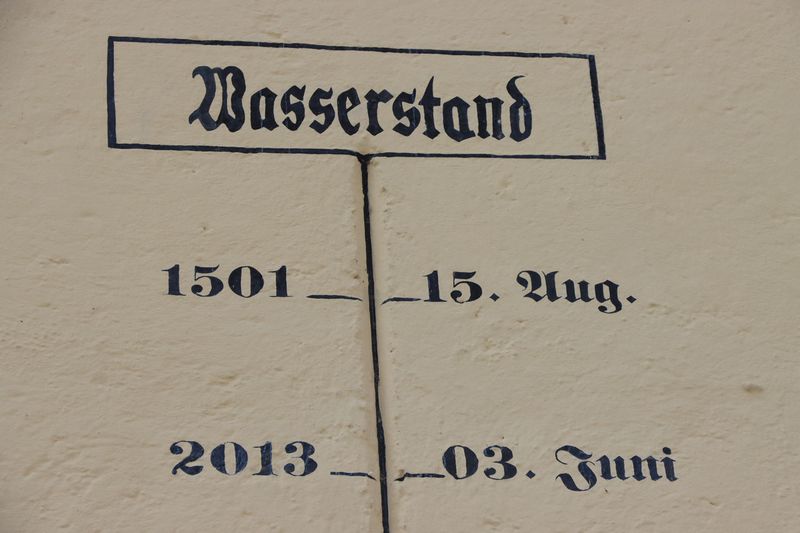 Wasserstand
1501 15. Aug.
2013 03. Juni